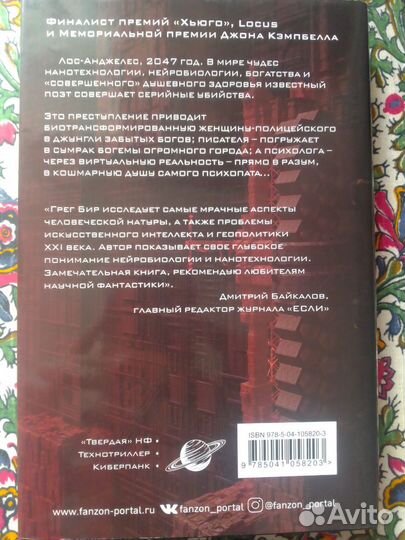 Финалист премий «Хьюго», Locus
и Мемориальной премии Джона Кэмпбелла
Лос-Анджелес, 2047 год. В мире чудес
нанотехнологии, нейробиологии, богатства и
«совершенного» душевного здоровья известный
поэт совершает серийные убийства.
Это преступление приводит
биотрансформированную женщину-полицейского
в джунгли забытых богов; писателя – погружает
в сумрак богемы огромного города; а психолога –
через виртуальную реальность – прямо в разум,
в кошмарную душу самого психопата...
«Грег Бир исследует самые мрачные аспекты
человеческой натуры, а также проблемы
искусственного интеллекта и геополитики
XXI века. Автор показывает свое глубокое
понимание нейробиологии и нанотехнологии.
Замечательная книга, рекомендую любителям
научной фантастики».
Дмитрий Байкалов,
главный редактор журнала «ЕСЛИ»
«Твердая» НФ •
Технотриллер •
Киберпанк •
ISBN 978-5-04-105820-3
9 785041 058203 >
www.fanzon-portal.ru
fanzon_portal
@fanzon_portal
Avito